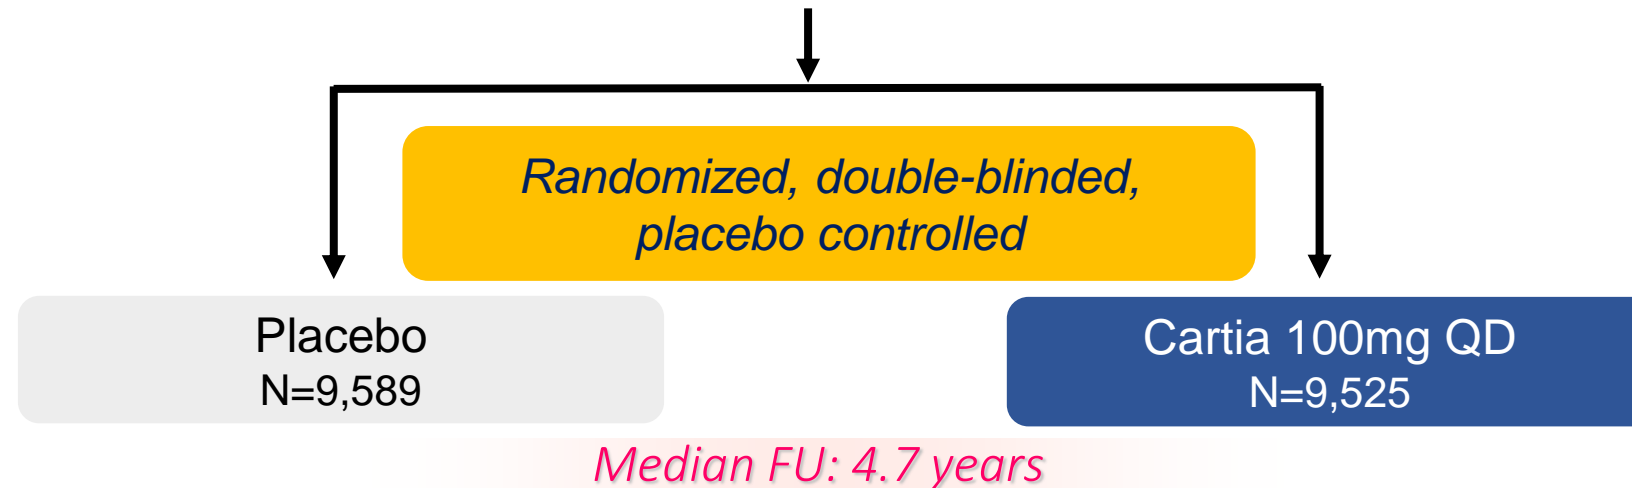 Randomized, double-blinded,
placebo controlled
Placebo
N=9,589
Cartia 100mg QD
N=9,525
Median FU: 4.7 years